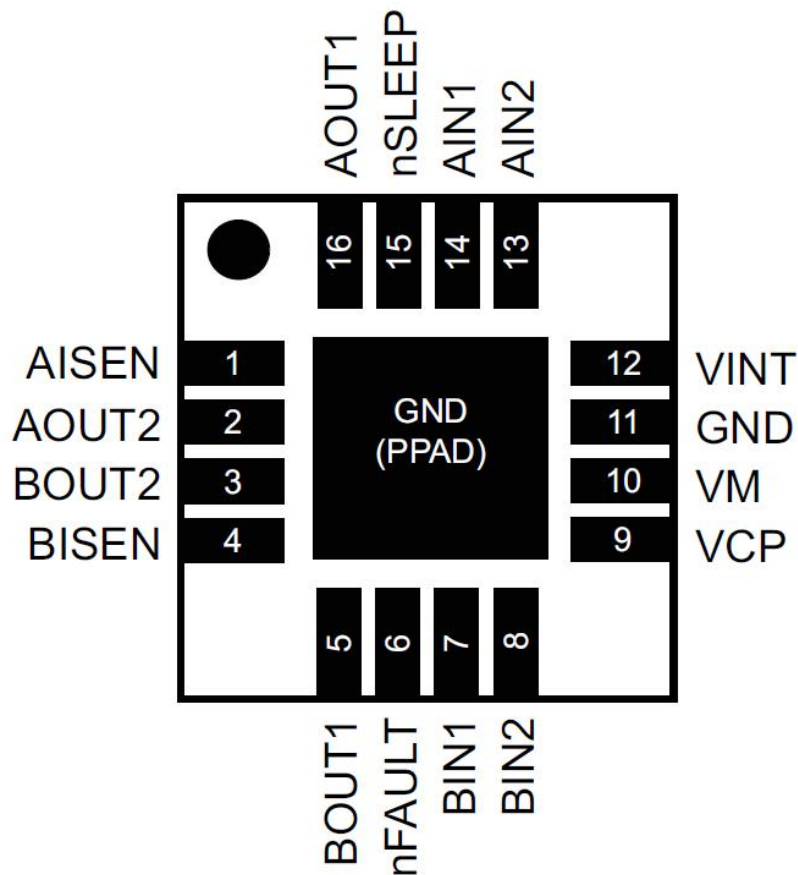 AOUT1
nSLEEP
AIN1
AIN2
16
15
14
13
AISEN 1
AOUT2 2
BOUT2 3
BISEN 4
GND
(PPAD)
12 VINT
11 GND
10 VM
9 VCP
5
6
7
8
BOUT1
nFAULT
BIN1
BIN2